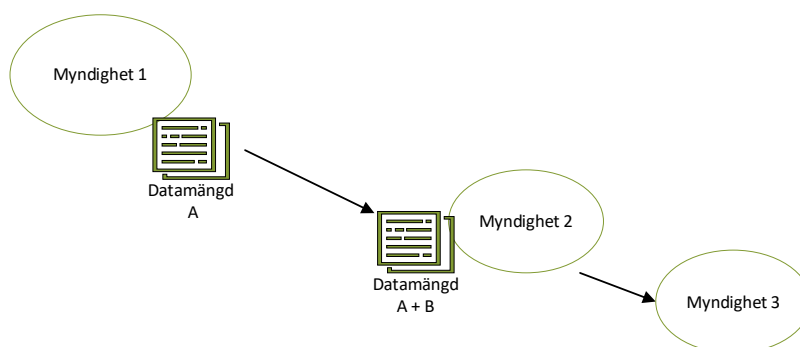 Myndighet 1
Datamängd
A
Myndighet 2
Datamängd
A + B
Myndighet 3